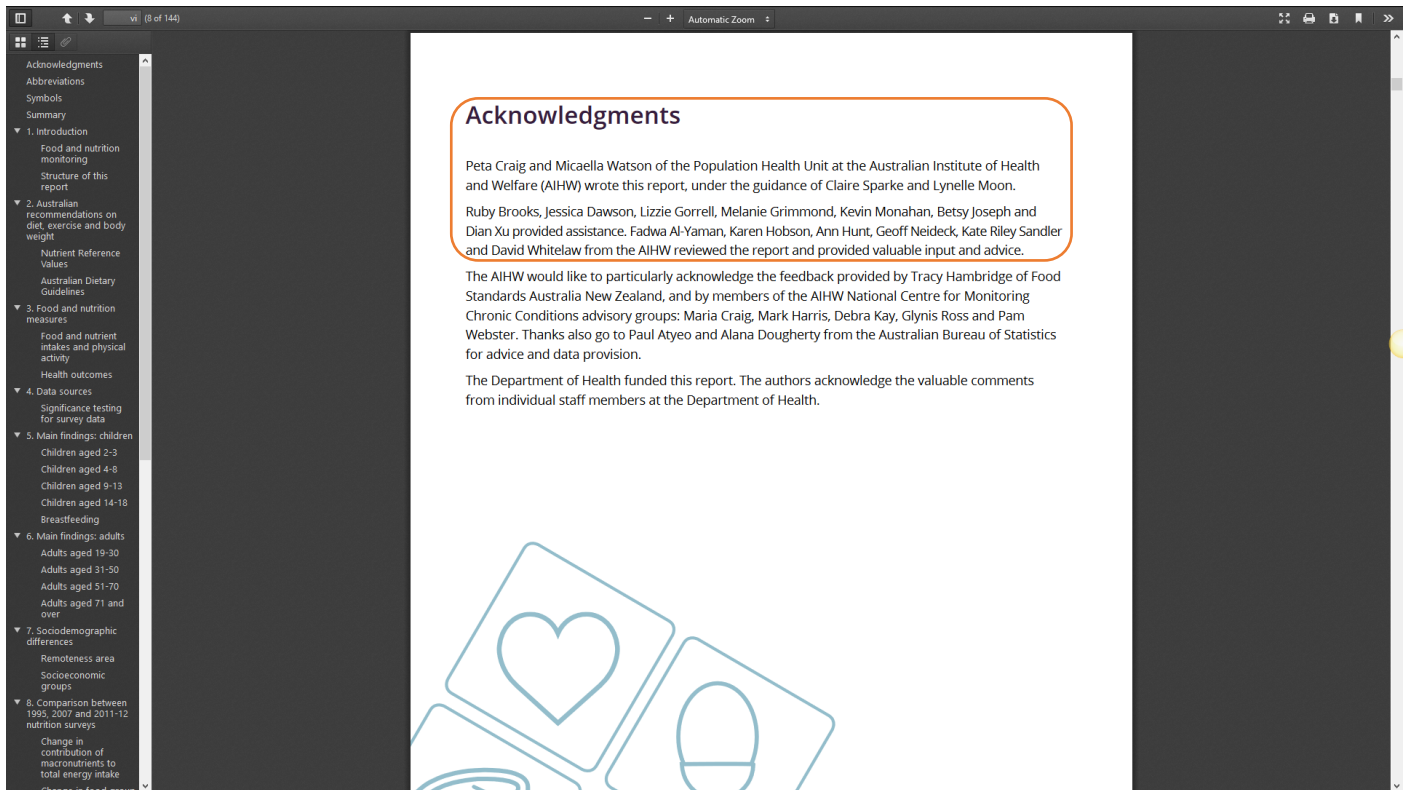 vi (8 of 144)
Automatic Zoom
Acknowledgments
Abbreviations
Symbols
Summary
1. Introduction
Food and nutrition
monitoring
Structure of this
report
2. Australian
recommendations on
diet, exercise and body
weight
Nutrient Reference
Values
Australian Dietary
Guidelines
3. Food and nutrition
measures
Food and nutrient
intakes and physical
activity
Health outcomes
4. Data sources
Significance testing
for survey data
5. Main findings: children
Children aged 2-3
Children aged 4-8
Children aged 9-13
Children aged 14-18
Breastfeeding
6. Main findings: adults
Adults aged 19-30
Adults aged 31-50
Adults aged 51-70
Adults aged 71 and
over
7. Sociodemographic
differences
Remoteness area
Socioeconomic
groups
8. Comparison between
1995, 2007 and 2011-12
nutrition surveys
Change in
contribution of
macronutrients to
total energy intake
Change in food group
Acknowledgments
Peta Craig and Micaella Watson of the Population Health Unit at the Australian Institute of Health
and Welfare (AIHW) wrote this report, under the guidance of Claire Sparke and Lynelle Moon.
Ruby Brooks, Jessica Dawson, Lizzie Gorrell, Melanie Grimmond, Kevin Monahan, Betsy Joseph and
Dian Xu provided assistance. Fadwa Al-Yaman, Karen Hobson, Ann Hunt, Geoff Neideck, Kate Riley Sandler
and David Whitelaw from the AIHW reviewed the report and provided valuable input and advice.
The AIHW would like to particularly acknowledge the feedback provided by Tracy Hambridge of Food
Standards Australia New Zealand, and by members of the AIHW National Centre for Monitoring
Chronic Conditions advisory groups: Maria Craig, Mark Harris, Debra Kay, Glynis Ross and Pam
Webster. Thanks also go to Paul Atyeo and Alana Dougherty from the Australian Bureau of Statistics
for advice and data provision.
The Department of Health funded this report. The authors acknowledge the valuable comments
from individual staff members at the Department of Health.